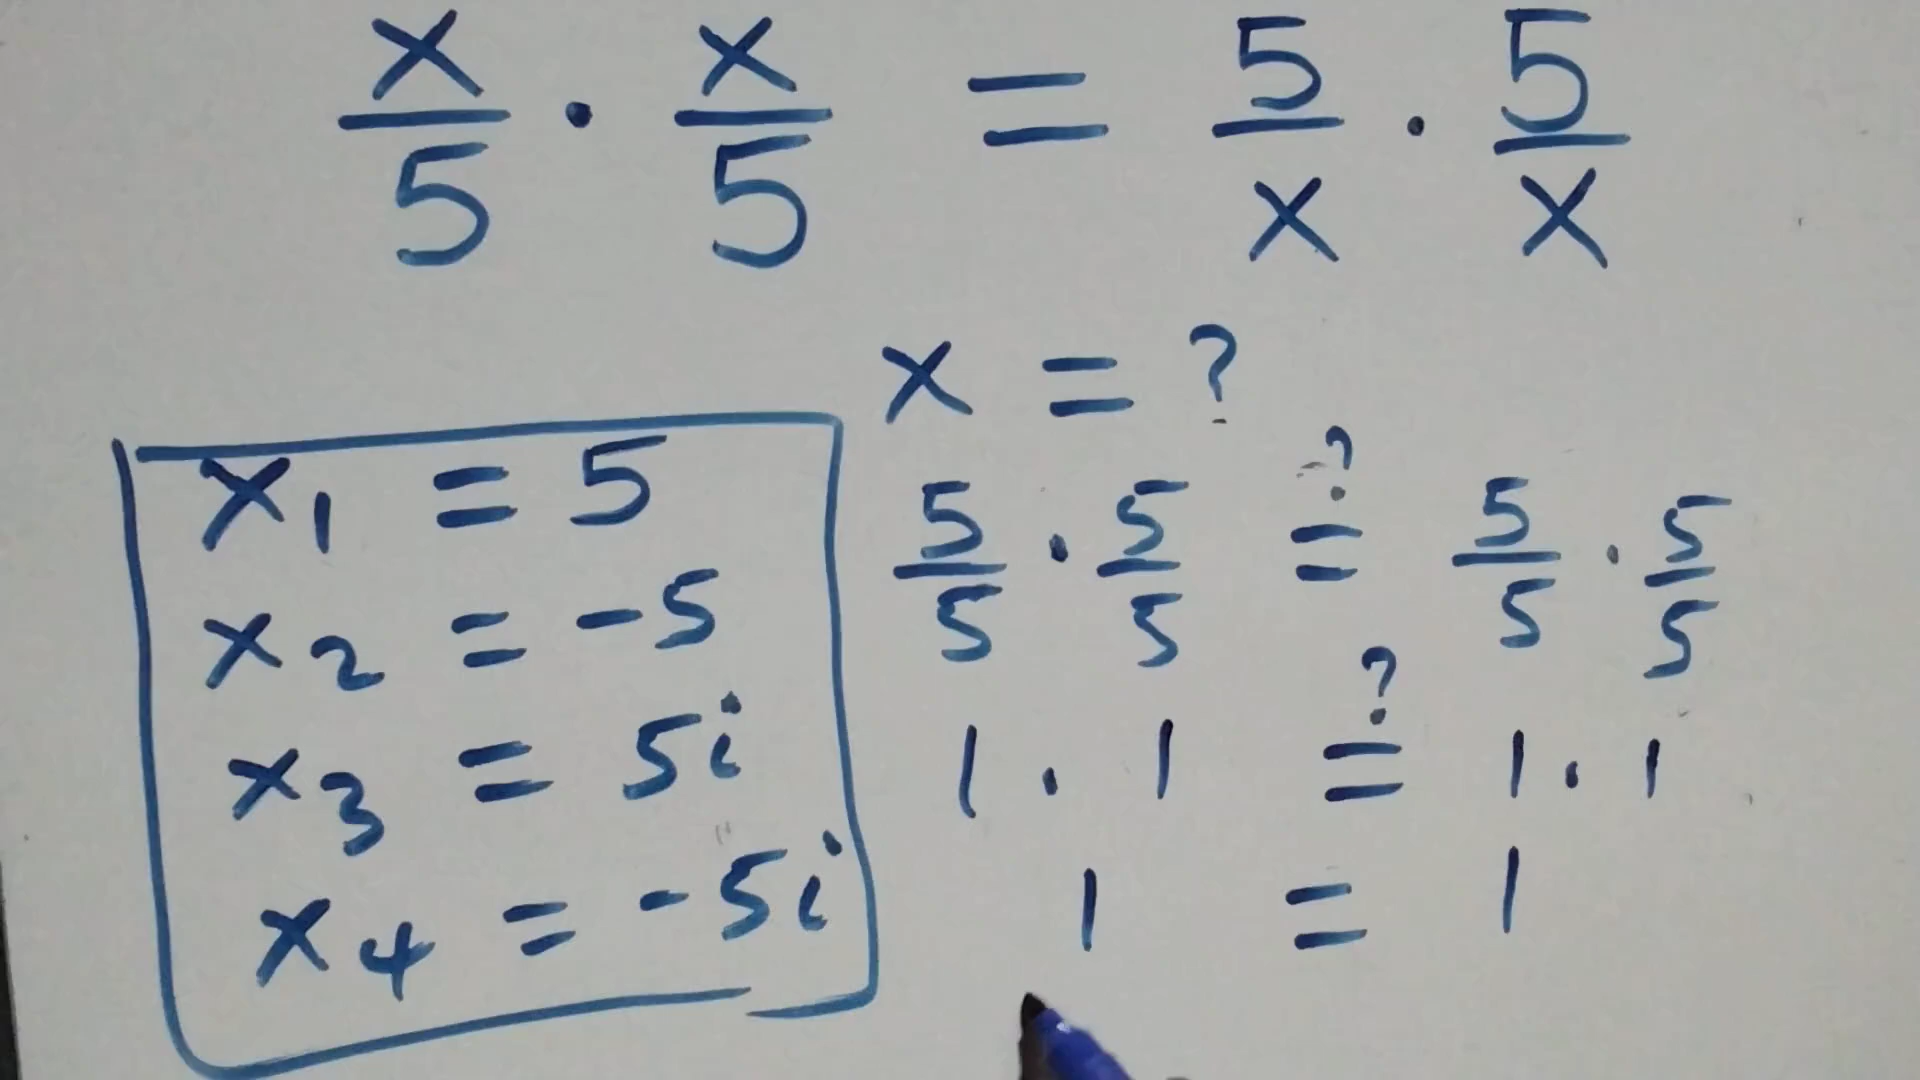 x/5 · x/5 = 5/x · 5/x
x = ?
x₁ = 5
x₂ = -5
x₃ = 5i
x₄ = -5i
5/5 · 5/5 ?= 5/5 · 5/5
1 · 1 ?= 1 · 1
1 = 1